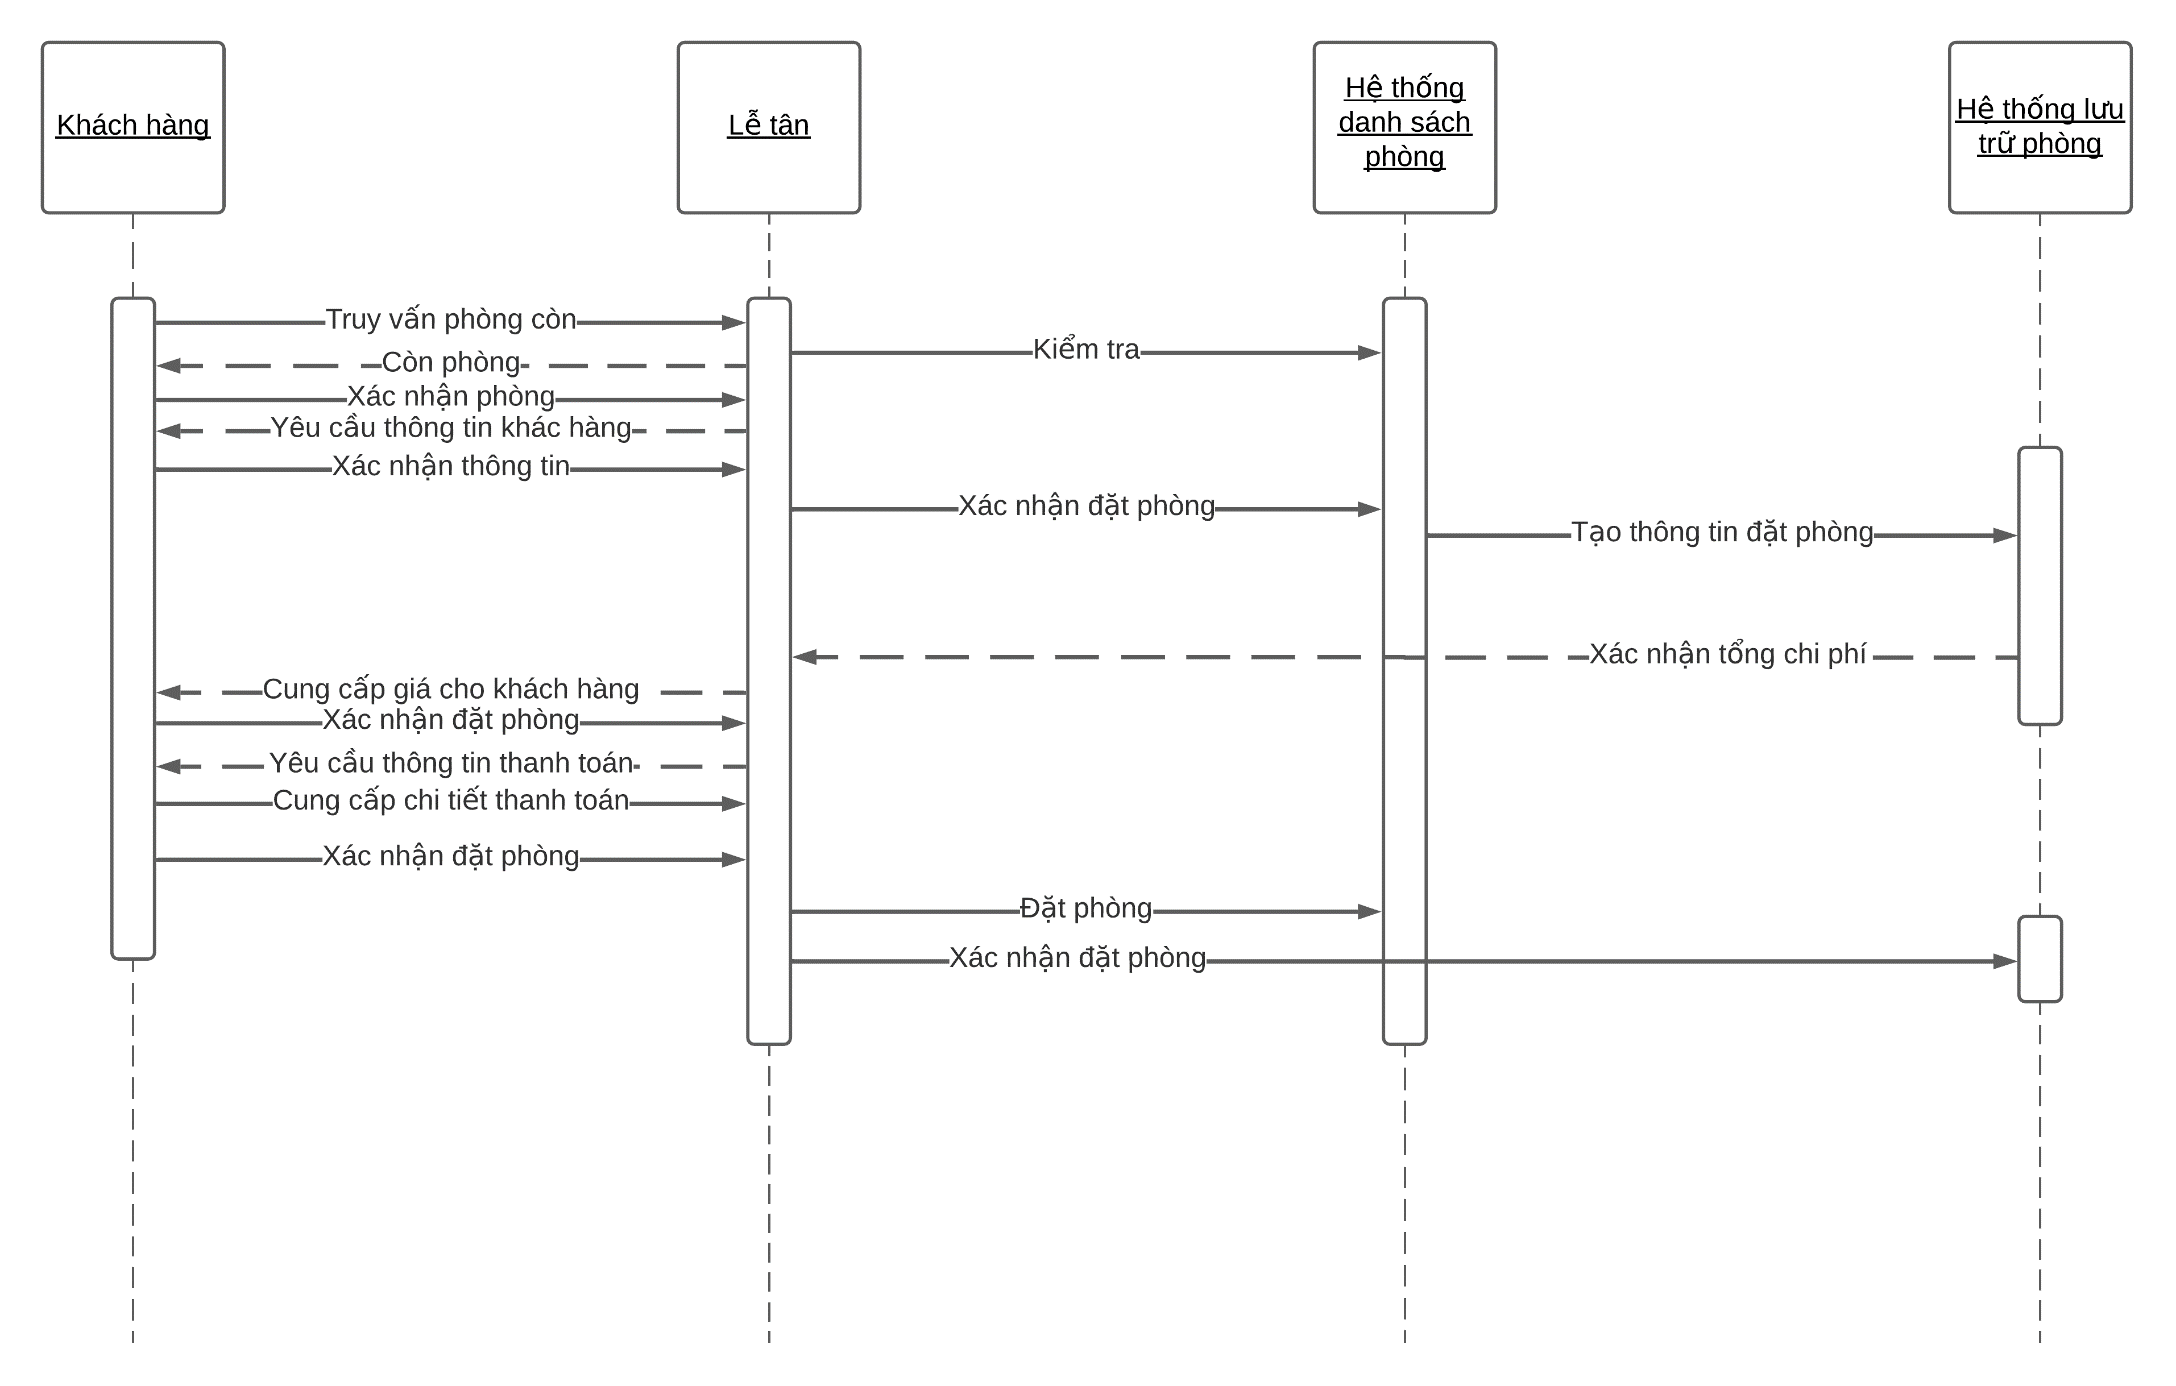 Khách hàng
Lễ tân
Hệ thống
danh sách
phòng
Hệ thống lưu
trữ phòng
Truy vấn phòng còn
Kiểm tra
Còn phòng
Xác nhận phòng
Yêu cầu thông tin khác hàng
Xác nhận thông tin
Xác nhận đặt phòng
Tạo thông tin đặt phòng
Xác nhận tổng chi phí
Cung cấp giá cho khách hàng
Xác nhận đặt phòng
Yêu cầu thông tin thanh toán
Cung cấp chi tiết thanh toán
Xác nhận đặt phòng
Đặt phòng
Xác nhận đặt phòng